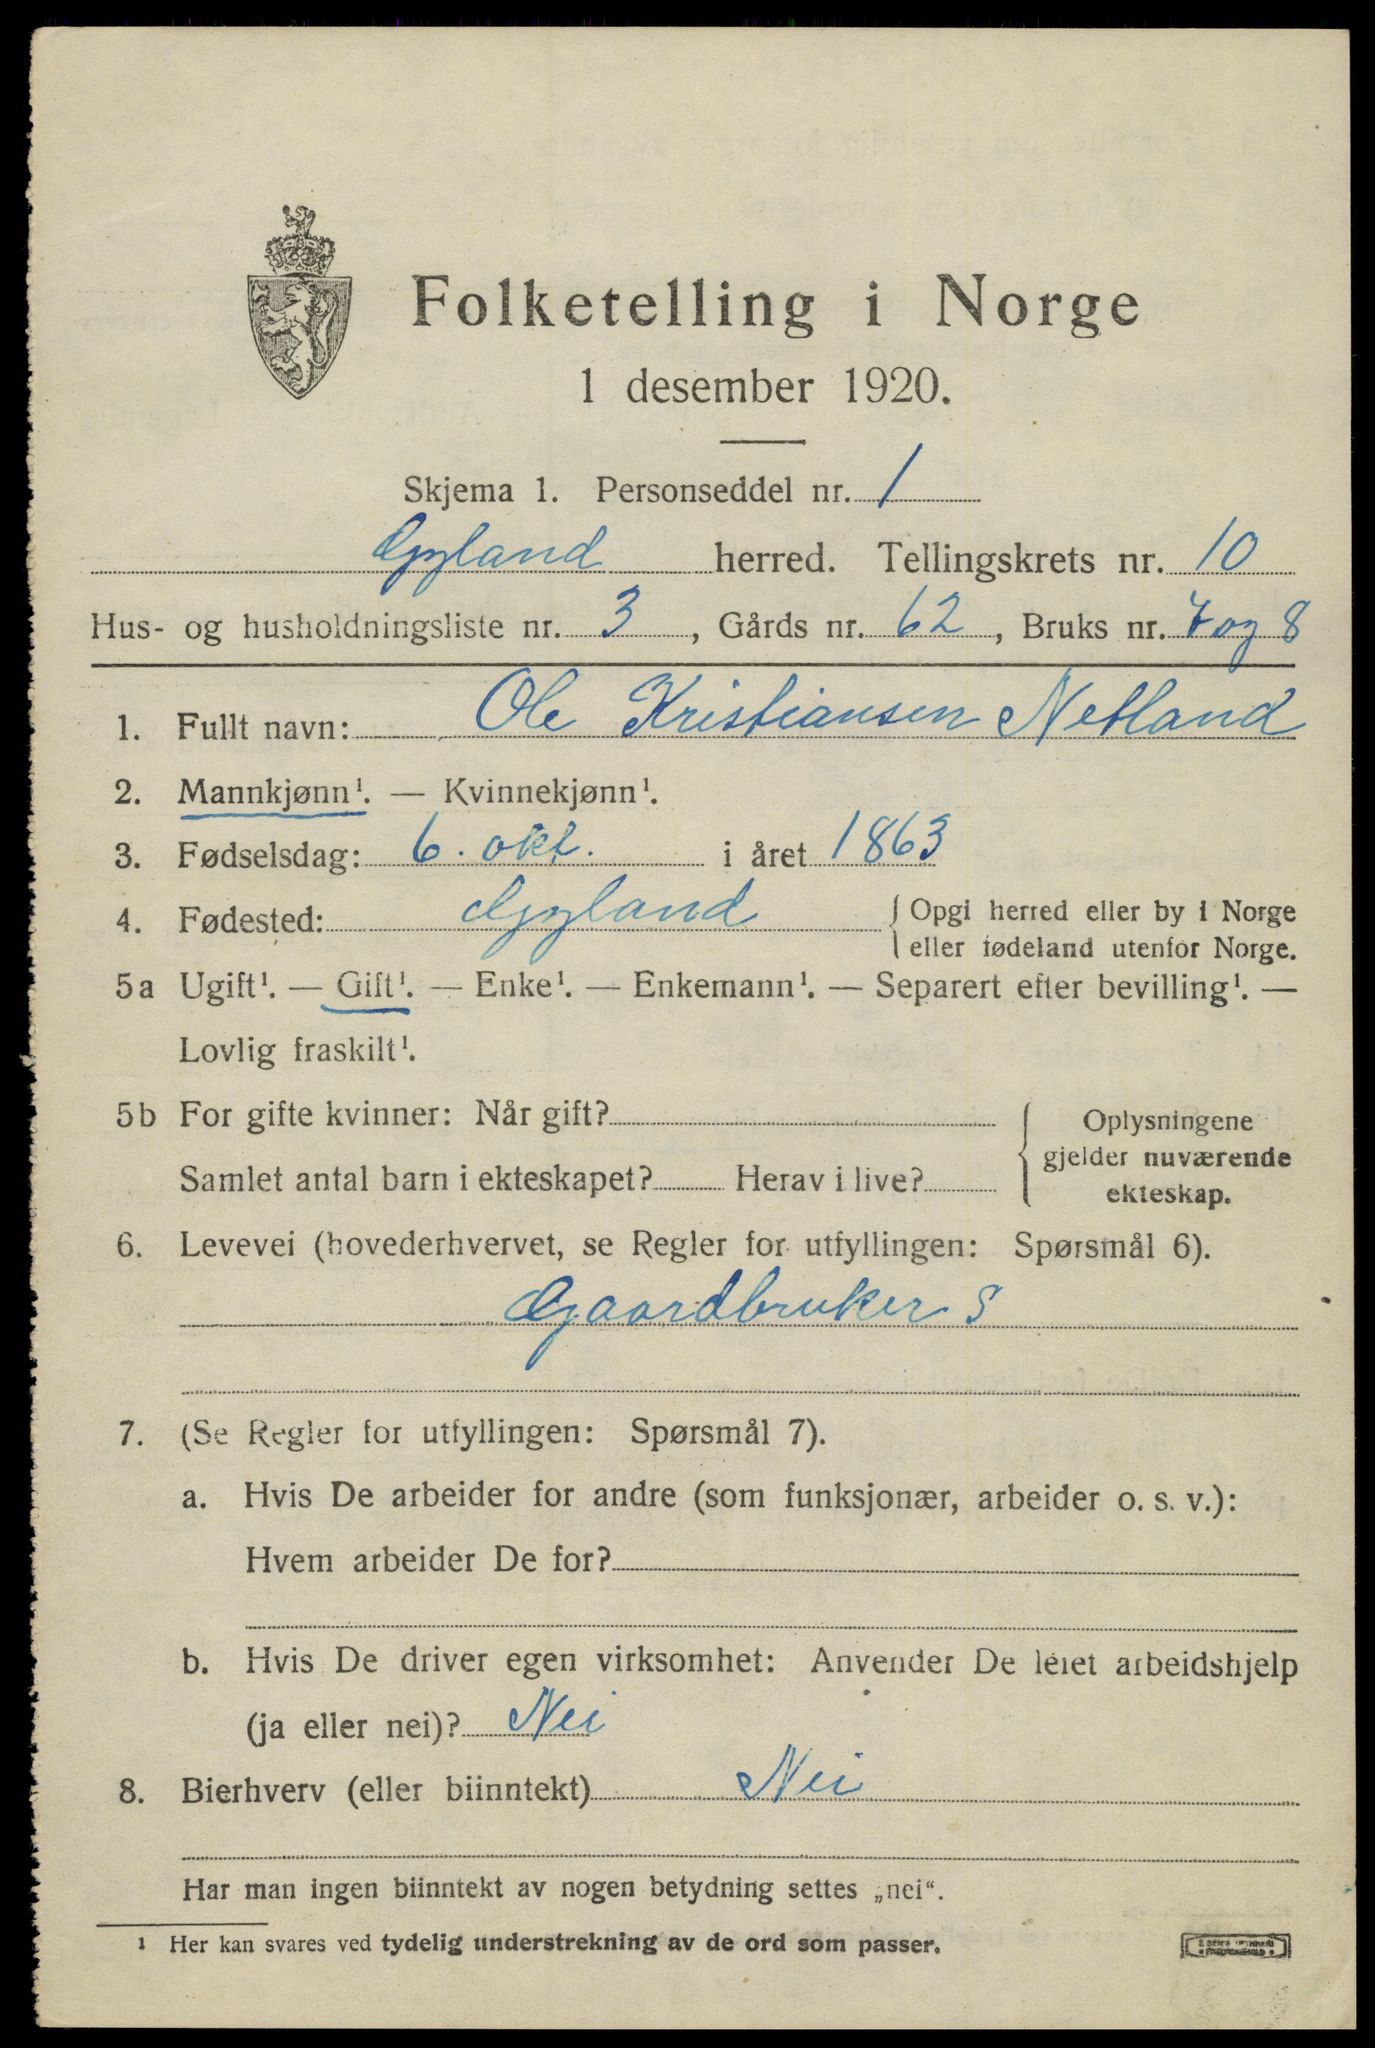 Folketelling i Norge
1 desember 1920.
Skjema 1. Personseddel nr. 1
Gyland herred. Tellingskrets nr. 10
Hus- og husholdningsliste nr. 3, Gårds nr. 62, Bruks nr. 7 og 8
1. Fullt navn: Ole Kristiansen Netland
2. Mannkjønn¹. — Kvinnekjønn¹.
3. Fødselsdag: 6. okt. i året 1863
4. Fødested: Gyland { Opgi herred eller by i Norge
eller fødeland utenfor Norge.
5a Ugift¹. — Gift¹. — Enke¹. — Enkemann¹. — Separert efter bevilling¹. —
Lovlig fraskilt¹.
5b For gifte kvinner: Når gift? { Oplysningene
gjelder nuværende
Samlet antal barn i ekteskapet? Herav i live?
ekteskap.
6. Levevei (hovederhvervet, se Regler for utfyllingen: Spørsmål 6).
Gaardbruker S
7. (Se Regler for utfyllingen: Spørsmål 7).
a. Hvis De arbeider for andre (som funksjonær, arbeider o. s. v.):
Hvem arbeider De for?
b. Hvis De driver egen virksomhet: Anvender De leiet arbeidshjelp
(ja eller nei)? Nei
8. Bierhverv (eller biinntekt) Nei
Har man ingen biinntekt av nogen betydning settes „nei“.
¹ Her kan svares ved tydelig understrekning av de ord som passer.